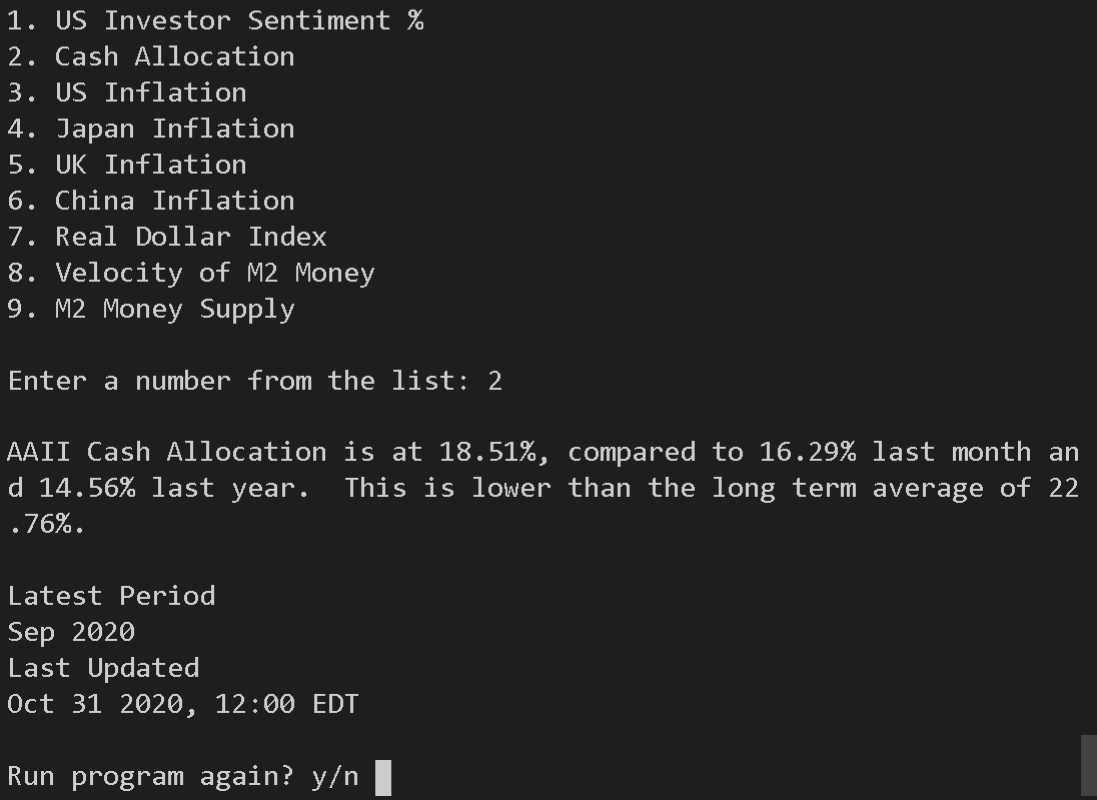 1. US Investor Sentiment %
2. Cash Allocation
3. US Inflation
4. Japan Inflation
5. UK Inflation
6. China Inflation
7. Real Dollar Index
8. Velocity of M2 Money
9. M2 Money Supply
Enter a number from the list: 2
AAII Cash Allocation is at 18.51%, compared to 16.29% last month an
d 14.56% last year.  This is lower than the long term average of 22
.76%.
Latest Period
Sep 2020
Last Updated
Oct 31 2020, 12:00 EDT
Run program again? y/n